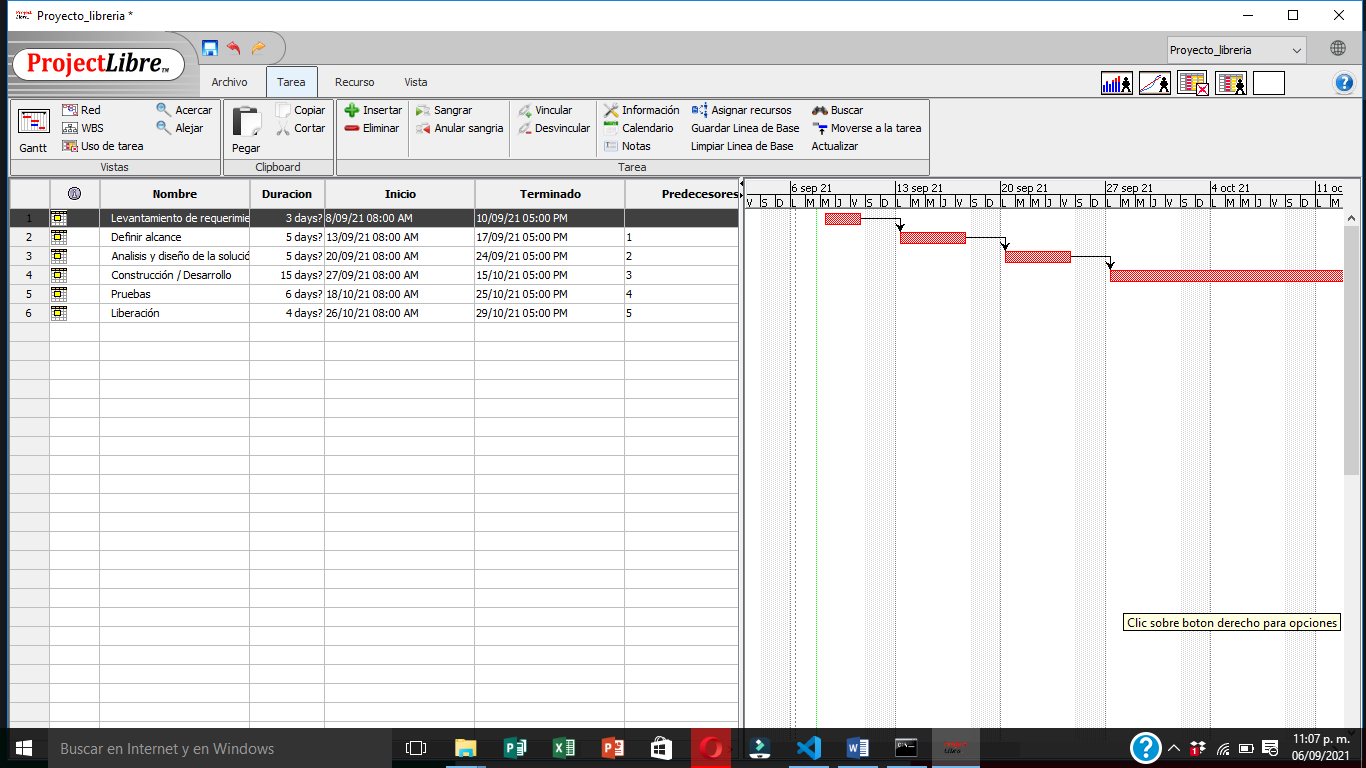 Proyecto_libreria *
ProjectLibre™
Proyecto_libreria
Archivo Tarea Recurso Vista
Gantt
Red
WBS
Uso de tarea
Acercar
Alejar
Vistas
Pegar
Copiar
Cortar
Clipboard
Insertar
Eliminar
Sangrar
Anular sangria
Vincular
Desvincular
Información
Calendario
Notas
Asignar recursos
Guardar Linea de Base
Limpiar Linea de Base
Buscar
Moverse a la tarea
Actualizar
Tarea
Nombre Duracion Inicio Terminado Predecesores
1 Levantamiento de requerimie 3 days? 8/09/21 08:00 AM 10/09/21 05:00 PM
2 Definir alcance 5 days? 13/09/21 08:00 AM 17/09/21 05:00 PM 1
3 Analisis y diseño de la solució 5 days? 20/09/21 08:00 AM 24/09/21 05:00 PM 2
4 Construcción / Desarrollo 15 days? 27/09/21 08:00 AM 15/10/21 05:00 PM 3
5 Pruebas 6 days? 18/10/21 08:00 AM 25/10/21 05:00 PM 4
6 Liberación 4 days? 26/10/21 08:00 AM 29/10/21 05:00 PM 5
6 sep 21 13 sep 21 20 sep 21 27 sep 21 4 oct 21 11 oc
V S D L M M J V S D L M M J V S D L M M J V S D L M M J V S D L M M J V S D L M
Clic sobre boton derecho para opciones
Buscar en Internet y en Windows
11:07 p. m.
06/09/2021